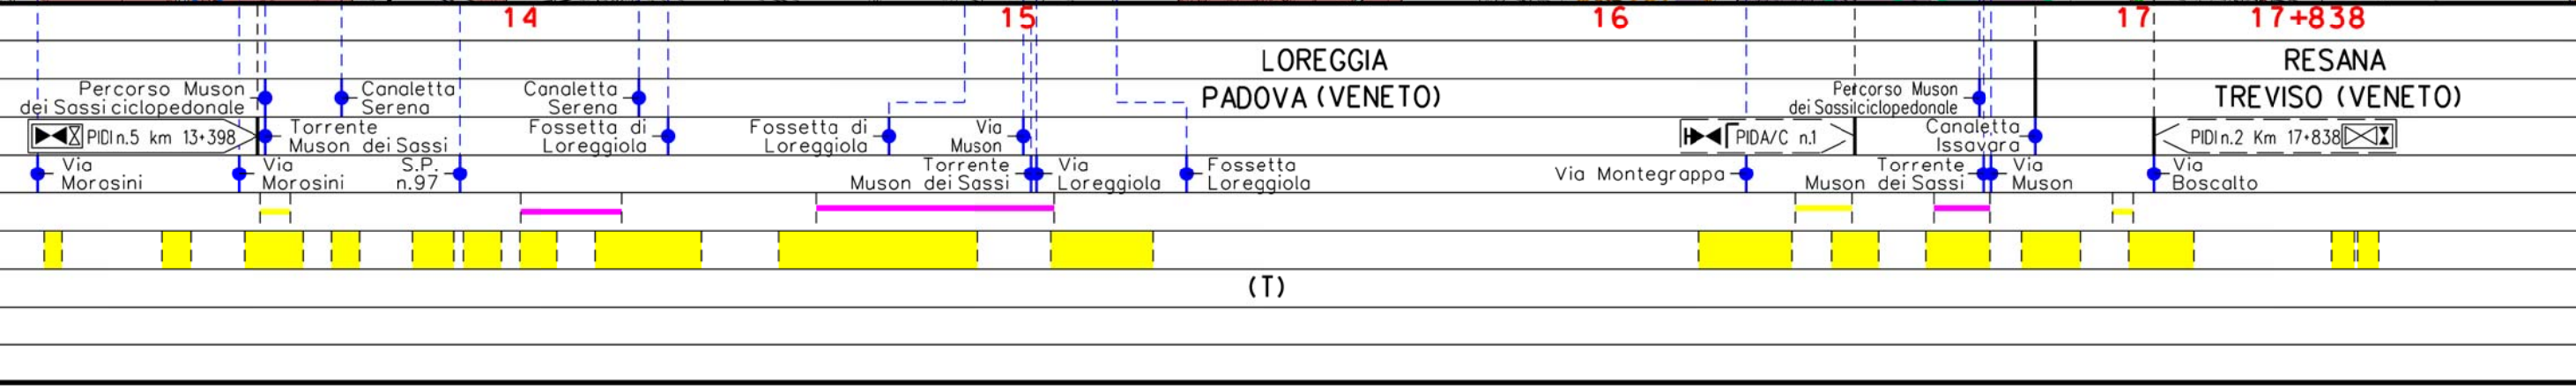 14 15 16 17 17+838
LOREGGIA RESANA
Percorso Muson Canaletta Canaletta PADOVA (VENETO) Percorso Muson TREVISO (VENETO)
dei Sassi ciclopedonale Serena Serena dei Sassi ciclopedonale
PIDI n.5 km 13+398 Torrente Fossetta di Fossetta di Via PIDA/C n.1 Canaletta PIDI n.2 Km 17+838
Muson dei Sassi Loreggiola Loreggiola Muson Issavara
Via Via S.P. Torrente Via Fossetta Via Montegrappa Torrente Via Via
Morosini Morosini n.97 Muson dei Sassi Loreggiola Loreggiola Muson dei Sassi Muson Boscalto
(T)